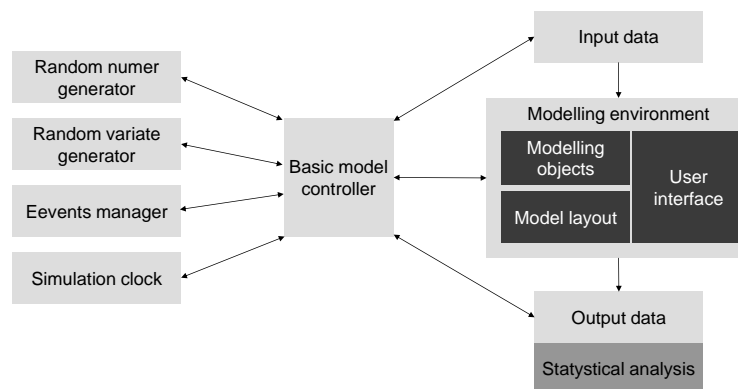 Random numer
generator
Random variate
generator
Eevents manager
Simulation clock
Basic model
controller
Input data
Modelling environment
Modelling
objects
Model layout
User
interface
Output data
Statystical analysis